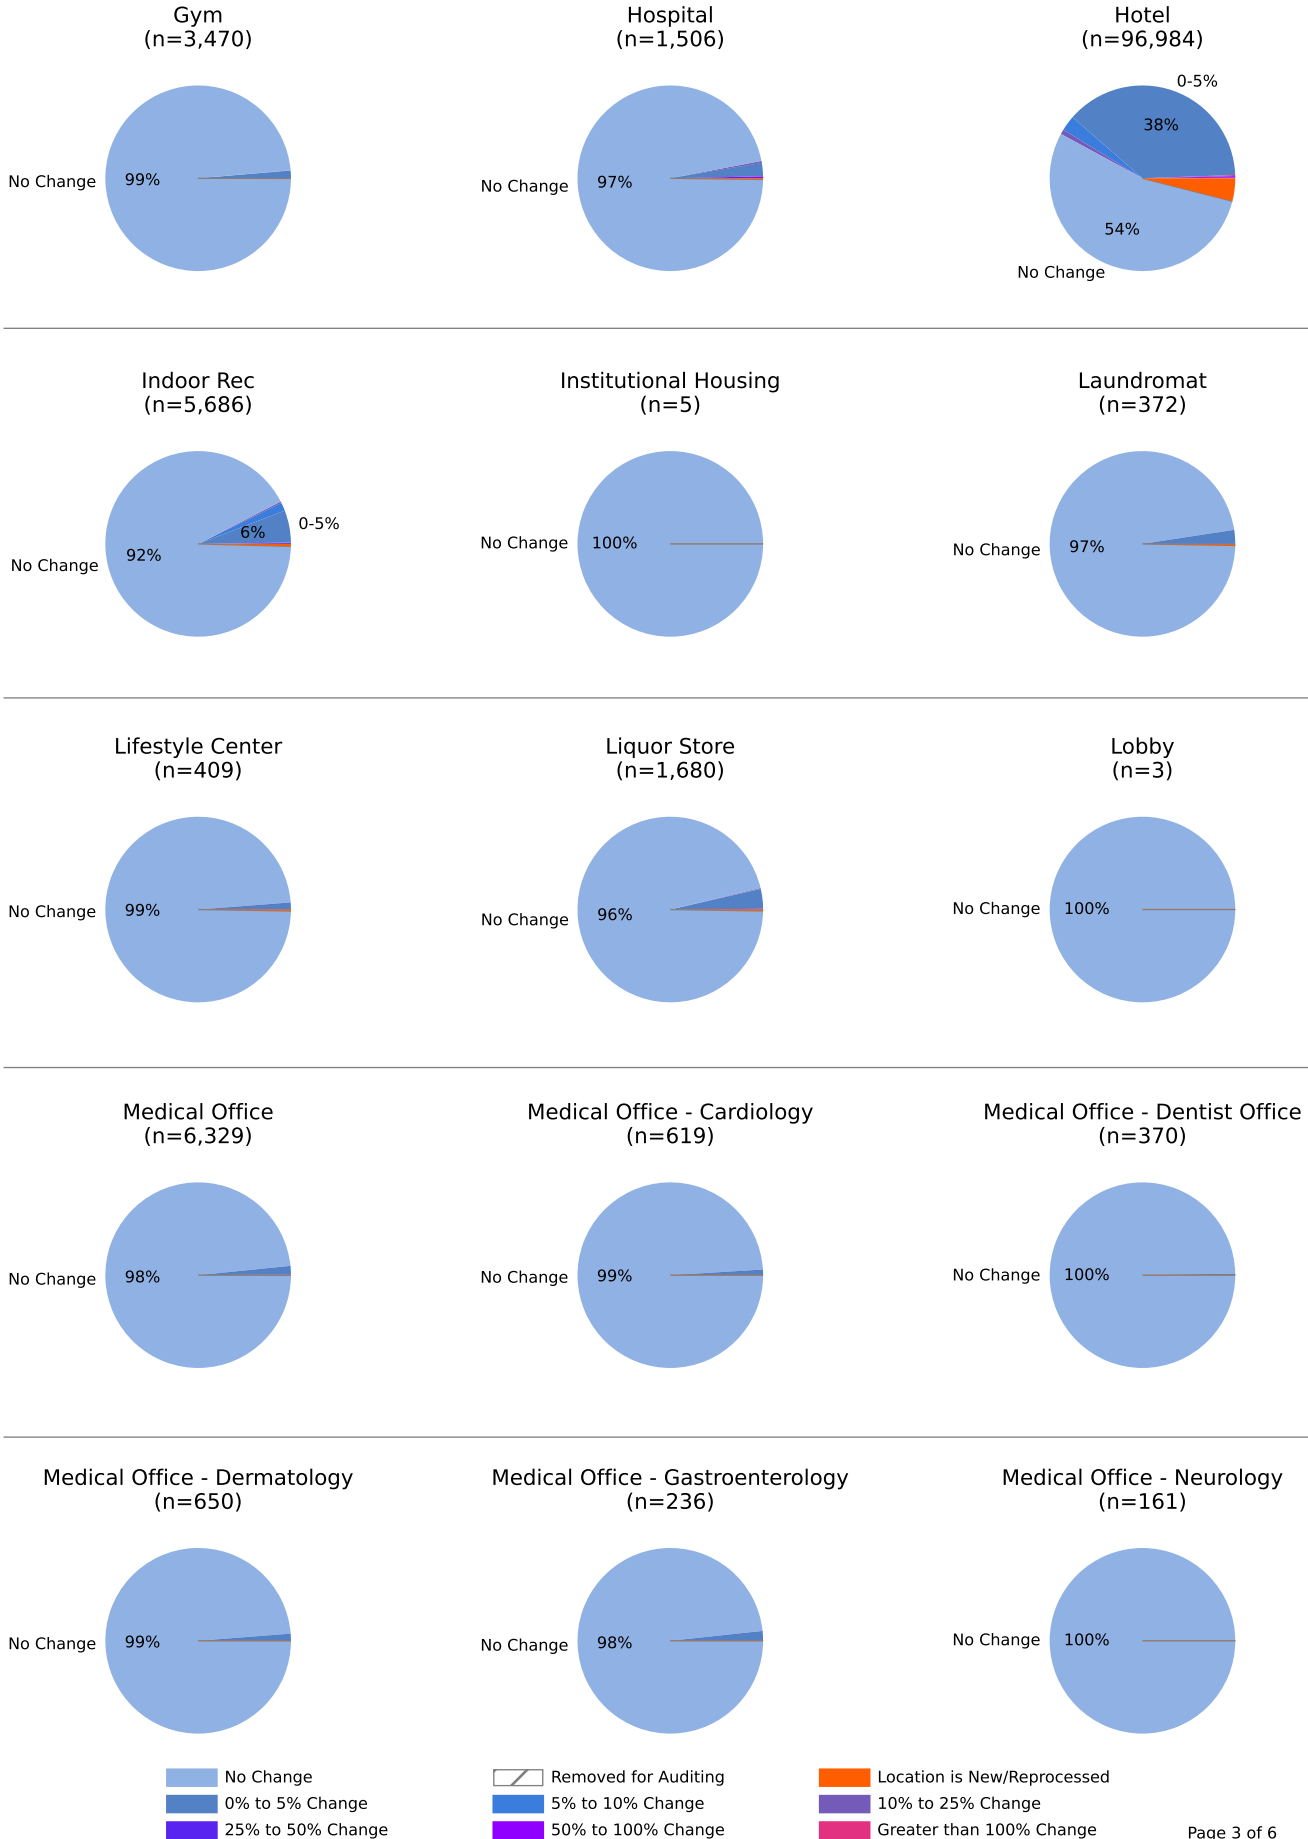 Gym
(n=3,470)
Hospital
(n=1,506)
Hotel
(n=96,984)
No Change
99%
No Change
97%
0-5%
38%
54%
No Change
Indoor Rec
(n=5,686)
Institutional Housing
(n=5)
Laundromat
(n=372)
0-5%
6%
92%
No Change
No Change
100%
No Change
97%
Lifestyle Center
(n=409)
Liquor Store
(n=1,680)
Lobby
(n=3)
No Change
99%
No Change
96%
No Change
100%
Medical Office
(n=6,329)
Medical Office - Cardiology
(n=619)
Medical Office - Dentist Office
(n=370)
No Change
98%
No Change
99%
No Change
100%
Medical Office - Dermatology
(n=650)
Medical Office - Gastroenterology
(n=236)
Medical Office - Neurology
(n=161)
No Change
99%
No Change
98%
No Change
100%
No Change
Removed for Auditing
Location is New/Reprocessed
0% to 5% Change
5% to 10% Change
10% to 25% Change
25% to 50% Change
50% to 100% Change
Greater than 100% Change
Page 3 of 6